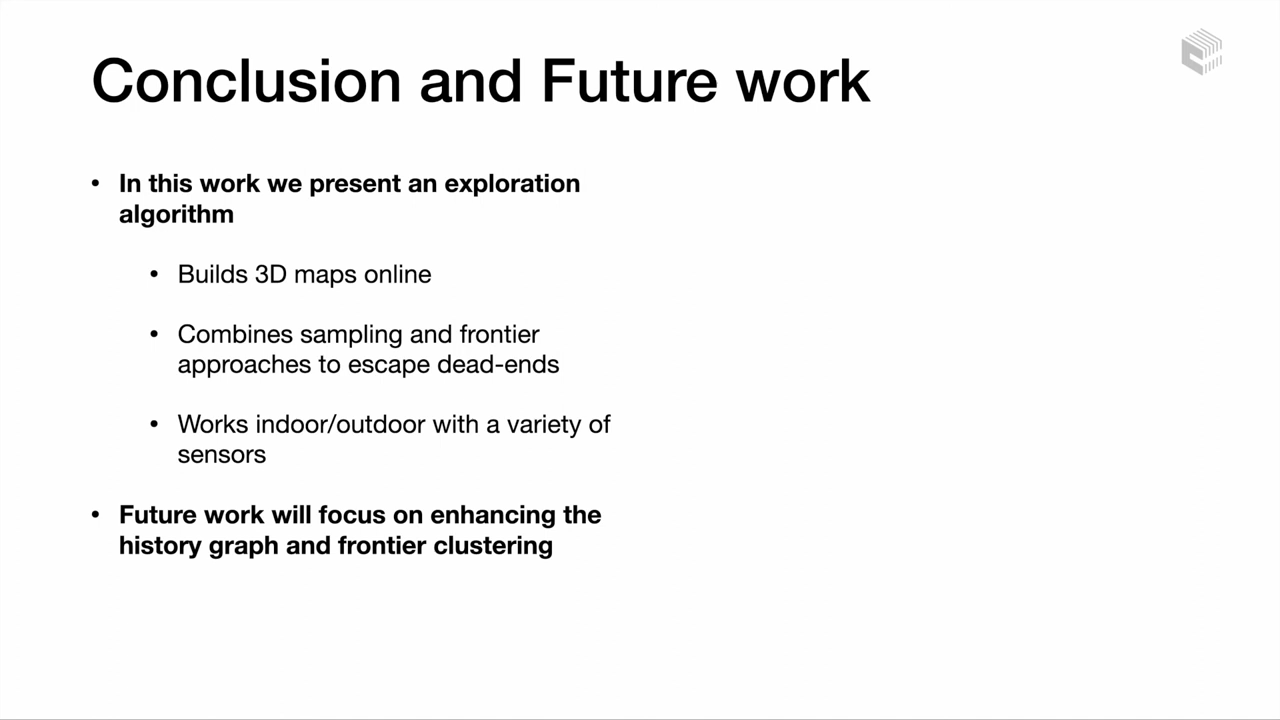 Conclusion and Future work
• In this work we present an exploration
algorithm
• Builds 3D maps online
• Combines sampling and frontier
approaches to escape dead-ends
• Works indoor/outdoor with a variety of
sensors
• Future work will focus on enhancing the
history graph and frontier clustering